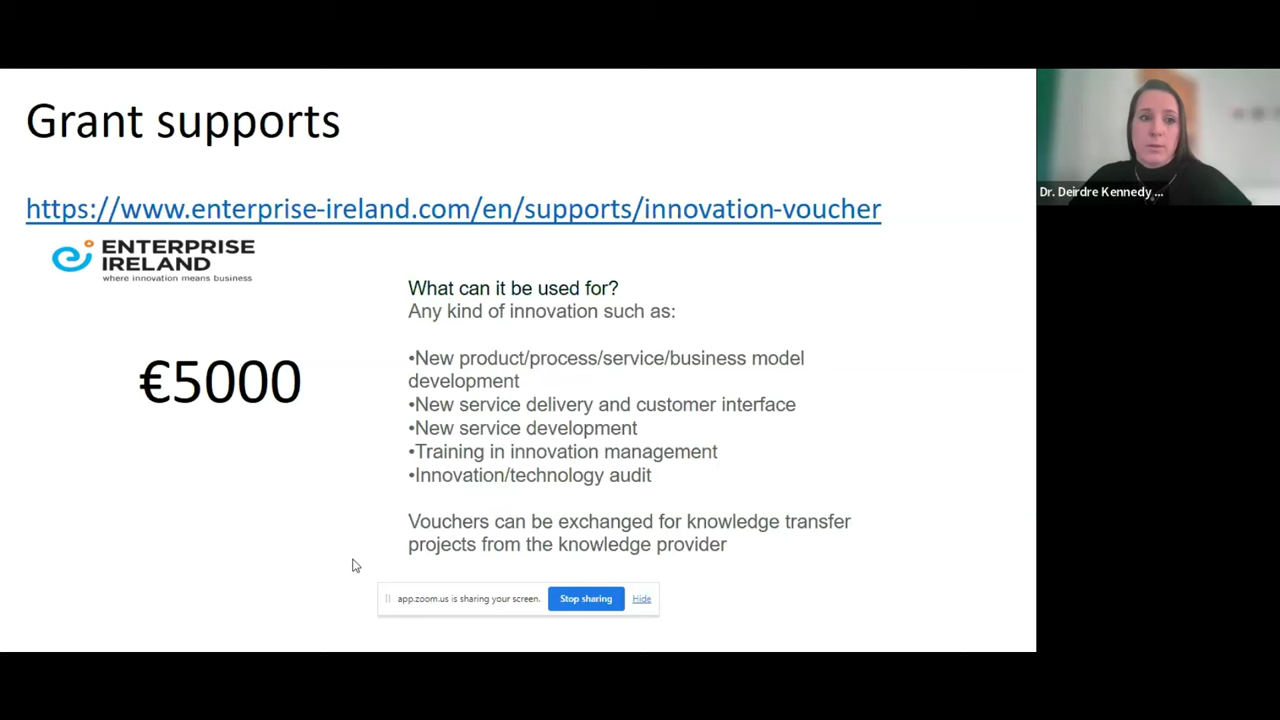 Grant supports
https://www.enterprise-ireland.com/en/supports/innovation-voucher
ENTERPRISE
IRELAND
where innovation means business
€5000
What can it be used for?
Any kind of innovation such as:
•New product/process/service/business model
development
•New service delivery and customer interface
•New service development
•Training in innovation management
•Innovation/technology audit
Vouchers can be exchanged for knowledge transfer
projects from the knowledge provider
app.zoom.us is sharing your screen.
Stop sharing
Hide
Dr. Deirdre Kennedy ...